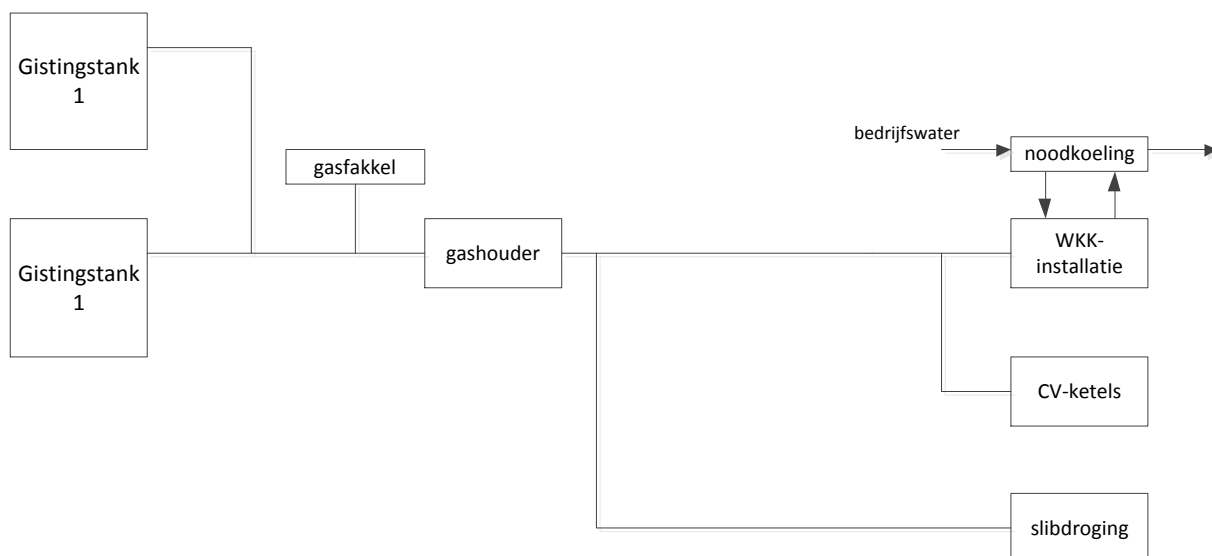 Gistingstank
1
gasfakkel
bedrijfswater
noodkoeling
Gistingstank
1
gashouder
WKK-
installatie
CV-ketels
slibdroging